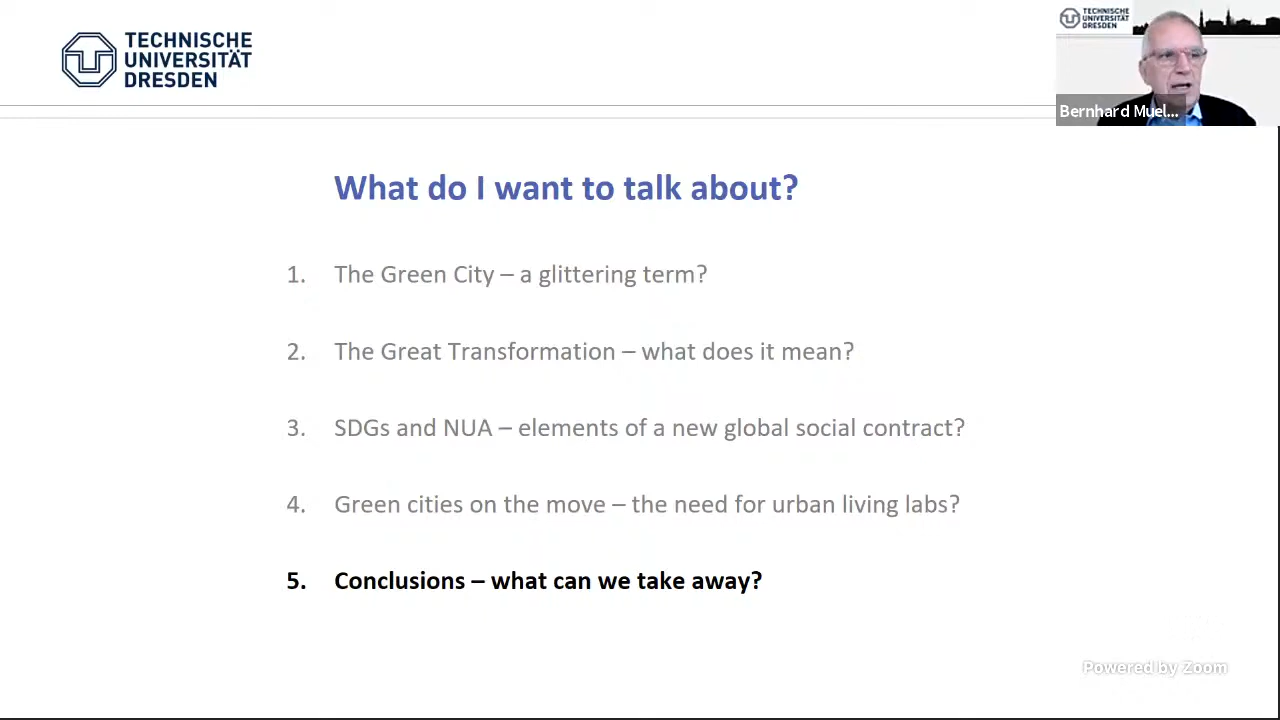 TECHNISCHE
UNIVERSITÄT
DRESDEN
TECHNISCHE
UNIVERSITÄT
DRESDEN
Bernhard Muel...
What do I want to talk about?
1. The Green City – a glittering term?
2. The Great Transformation – what does it mean?
3. SDGs and NUA – elements of a new global social contract?
4. Green cities on the move – the need for urban living labs?
5. Conclusions – what can we take away?
Powered by Zoom